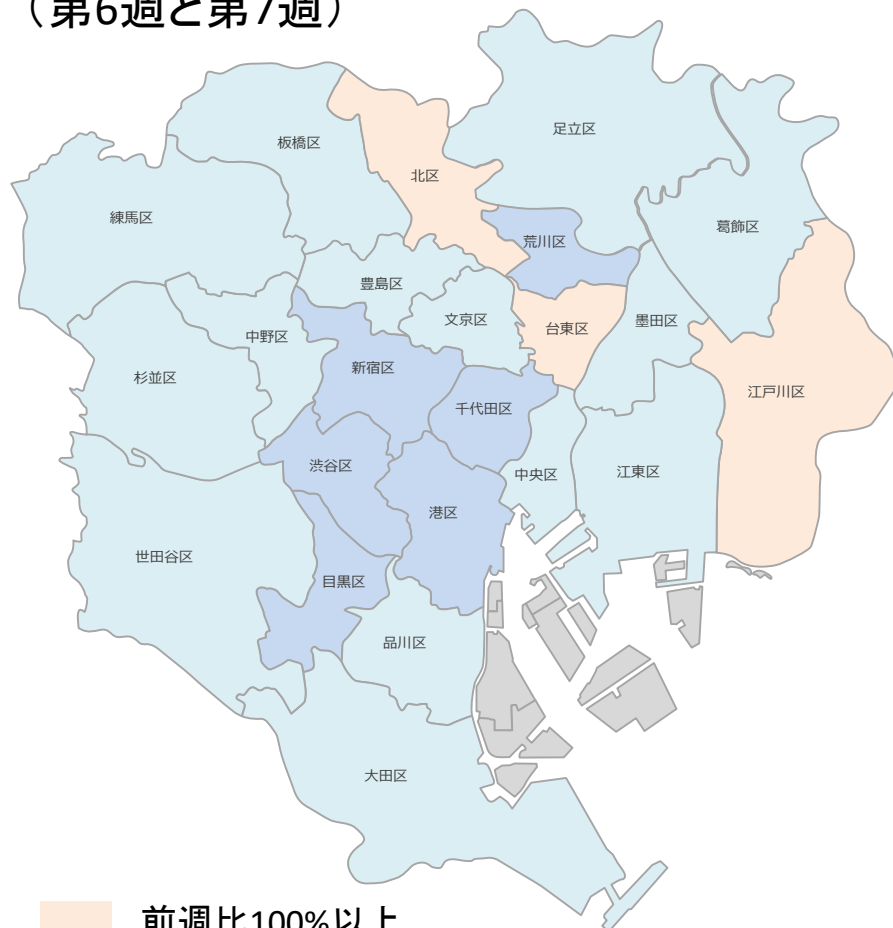 （第6週と第7週）
足立区
板橋区
北区
練馬区
葛飾区
荒川区
豊島区
文京区
台東区
墨田区
中野区
新宿区
杉並区
江戸川区
千代田区
渋谷区
中央区
江東区
港区
世田谷区
目黒区
品川区
大田区
前週比100%以上